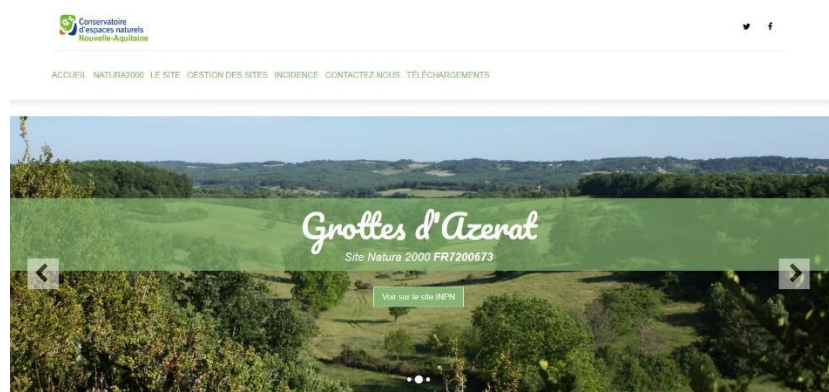 Conservatoire
d'espaces naturels
Nouvelle-Aquitaine
ACCUEIL NATURA2000 LE SITE GESTION DES SITES INCIDENCE CONTACTEZ-NOUS TÉLÉCHARGEMENTS
Grottes d'Azerat
Site Natura 2000 FR7200673
Voir sur le site INPN